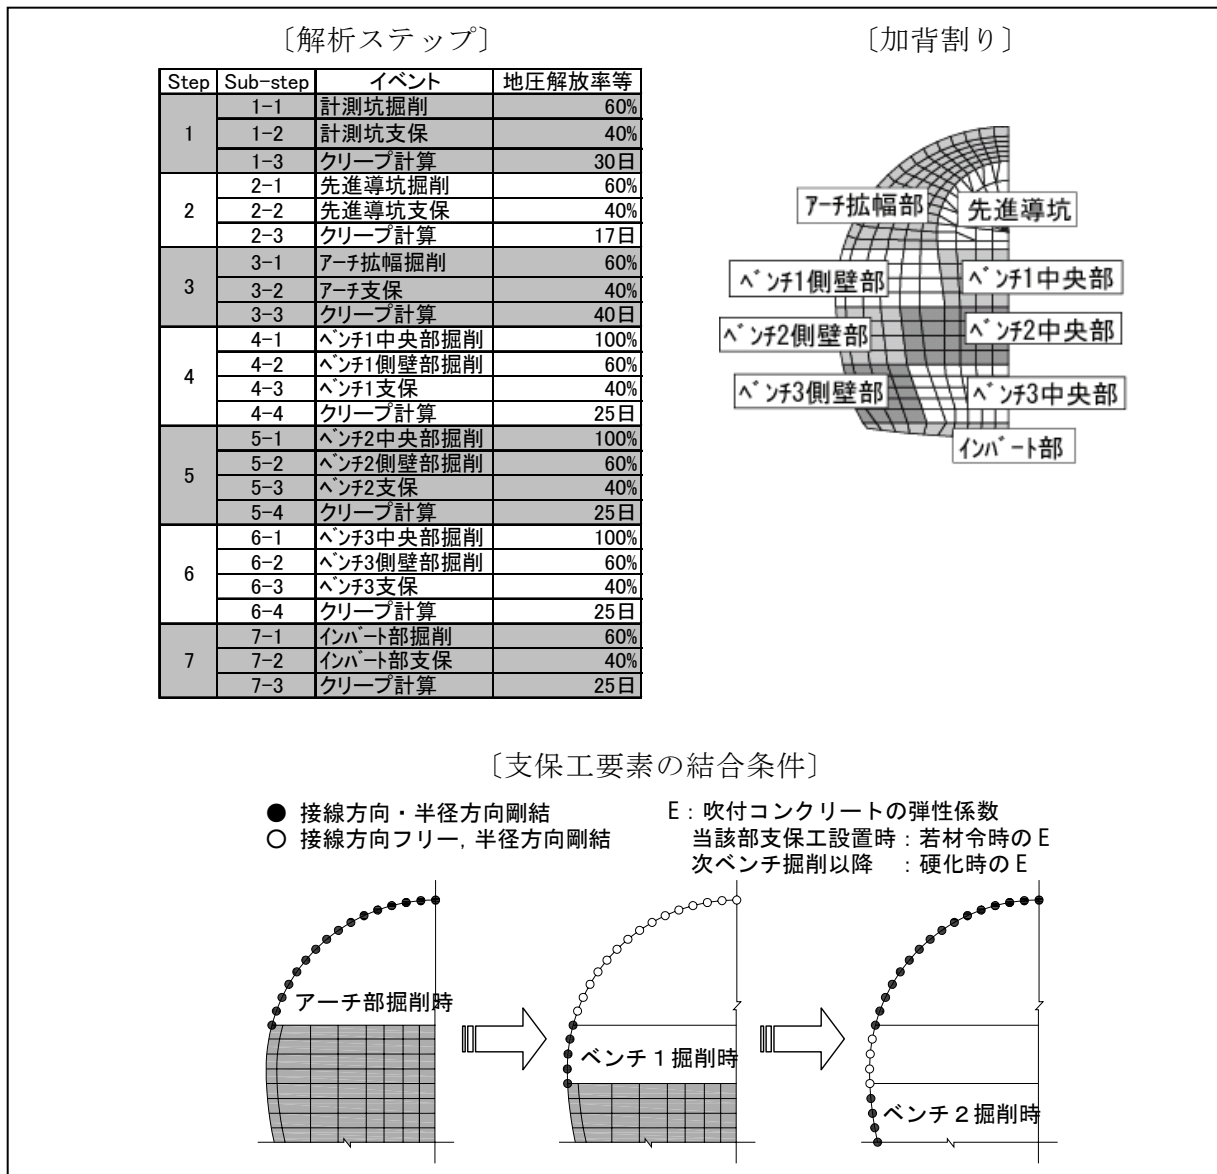 〔解析ステップ〕
Step Sub-step イベント 地圧解放率等
1
1-1 計測坑掘削 60%
1-2 計測坑支保 40%
1-3 クリープ計算 30日
2
2-1 先進導坑掘削 60%
2-2 先進導坑支保 40%
2-3 クリープ計算 17日
3
3-1 アーチ拡幅掘削 60%
3-2 アーチ支保 40%
3-3 クリープ計算 40日
4
4-1 ベンチ1中央部掘削 100%
4-2 ベンチ1側壁部掘削 60%
4-3 ベンチ1支保 40%
4-4 クリープ計算 25日
5
5-1 ベンチ2中央部掘削 100%
5-2 ベンチ2側壁部掘削 60%
5-3 ベンチ2支保 40%
5-4 クリープ計算 25日
6
6-1 ベンチ3中央部掘削 100%
6-2 ベンチ3側壁部掘削 60%
6-3 ベンチ3支保 40%
6-4 クリープ計算 25日
7
7-1 インバート部掘削 60%
7-2 インバート部支保 40%
7-3 クリープ計算 25日
〔加背割り〕
アーチ拡幅部 先進導坑
ベンチ1側壁部 ベンチ1中央部
ベンチ2側壁部 ベンチ2中央部
ベンチ3側壁部 ベンチ3中央部
インバート部
〔支保工要素の結合条件〕
● 接線方向・半径方向剛結
○ 接線方向フリー, 半径方向剛結
E：吹付コンクリートの弾性係数
当該部支保工設置時：若材令時のE
次ベンチ掘削以降　：硬化時のE
アーチ部掘削時
ベンチ１掘削時
ベンチ２掘削時